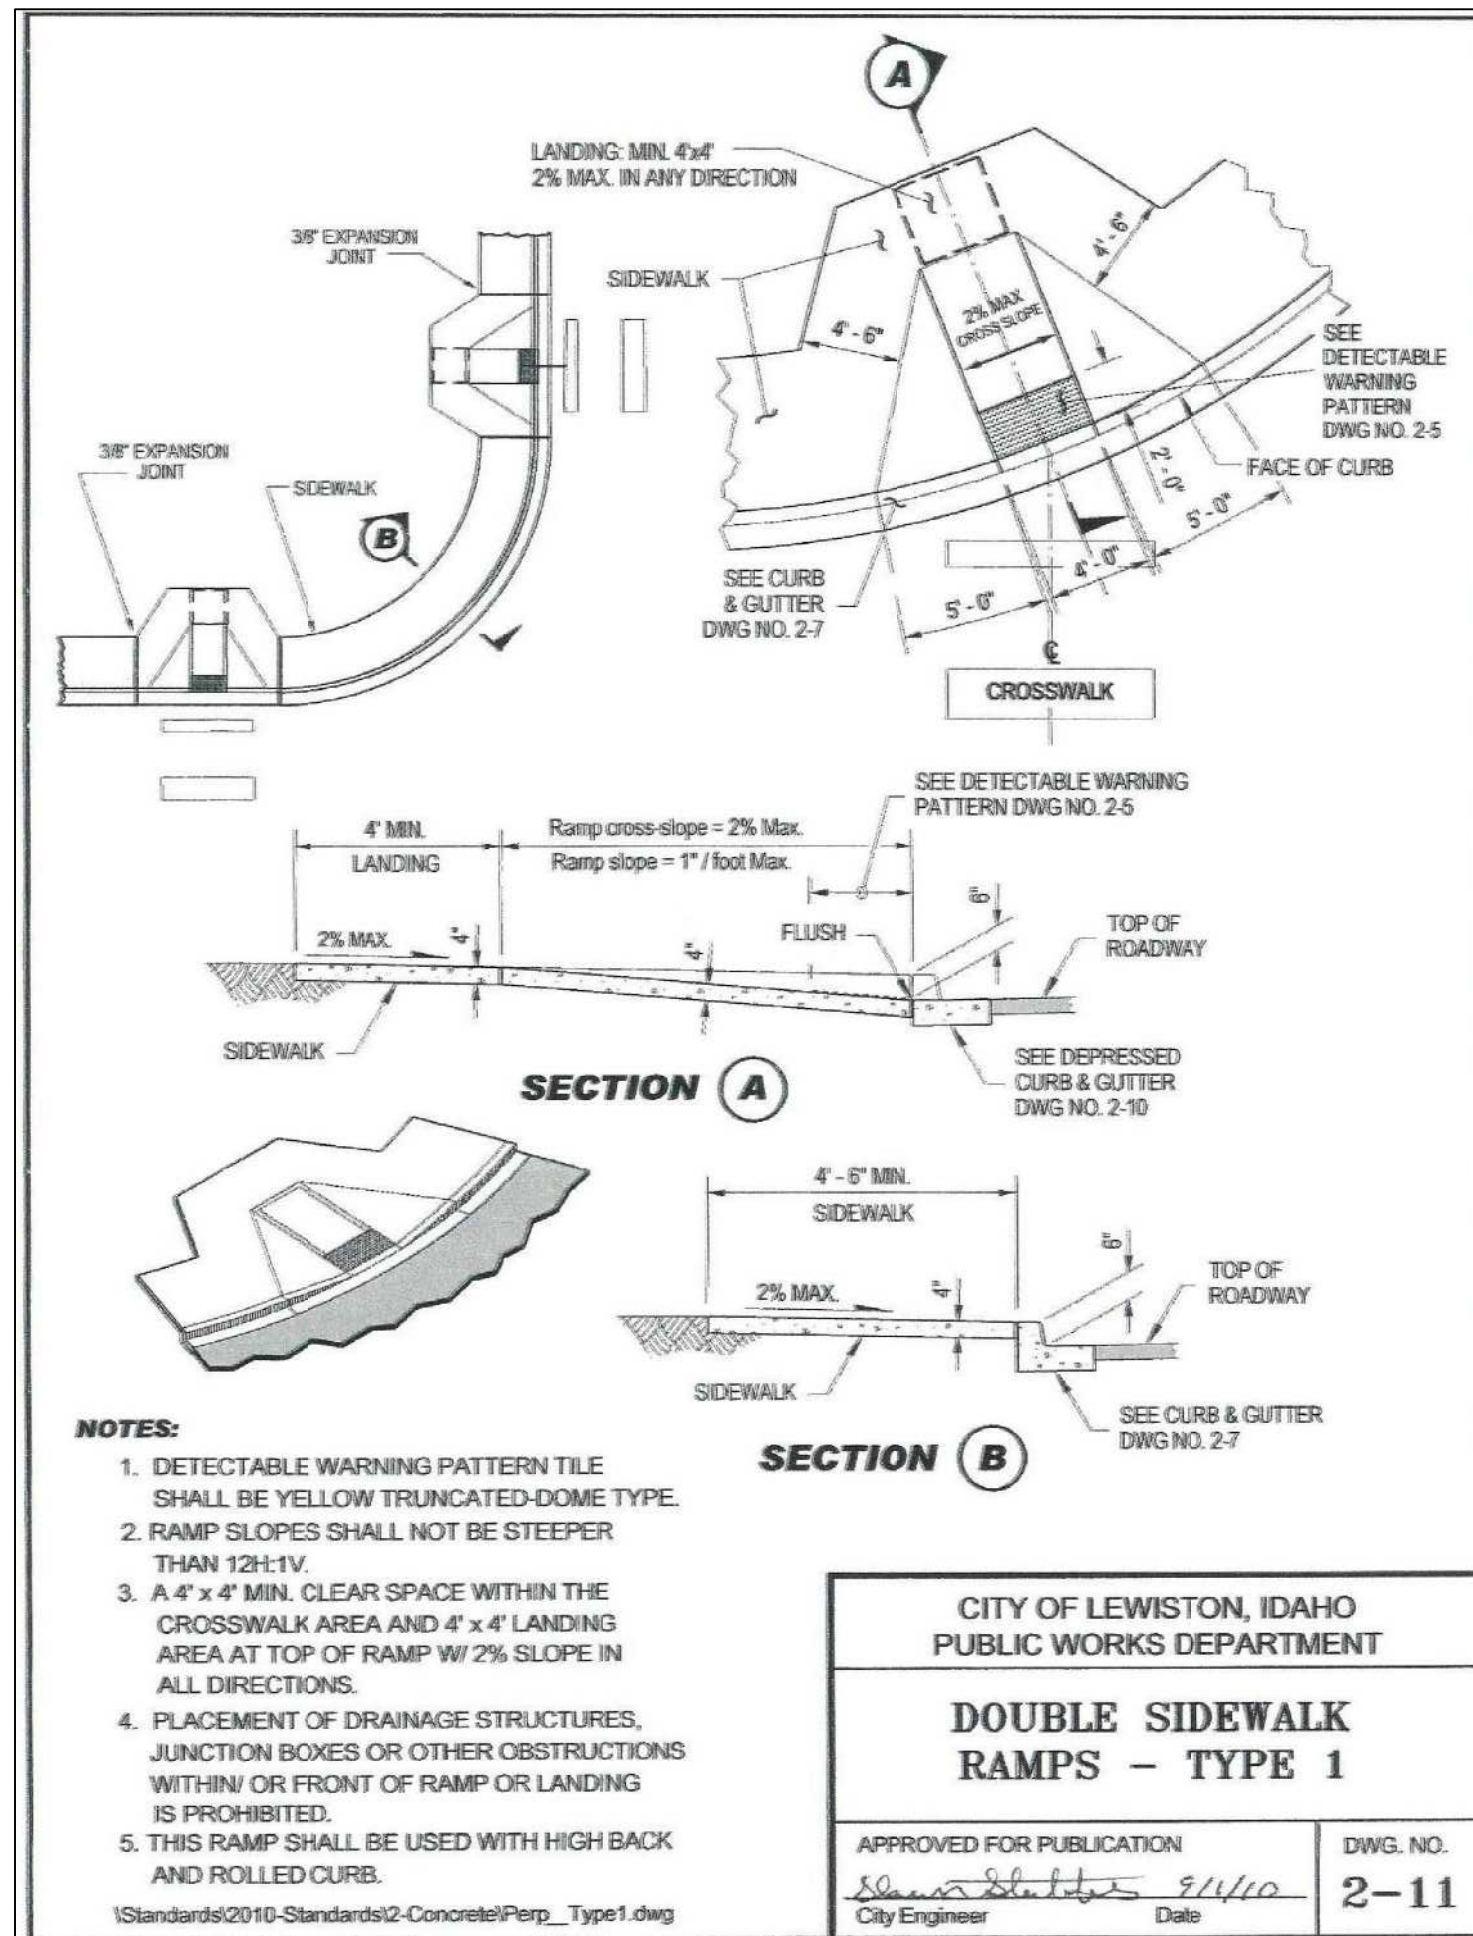 A
LANDING: MIN. 4'x4'
2% MAX. IN ANY DIRECTION
3/8" EXPANSION
JOINT
SIDEWALK
4'-6"
4'-6"
2% MAX
CROSS SLOPE
SEE
DETECTABLE
WARNING
PATTERN
DWG NO. 2-5
FACE OF CURB
2'-0"
5'-0"
4'-0"
5'-0"
SEE CURB
& GUTTER
DWG NO. 2-7
℄
CROSSWALK
3/8" EXPANSION
JOINT
SIDEWALK
B
SEE DETECTABLE WARNING
PATTERN DWG NO. 2-5
4' MIN.
LANDING
Ramp cross-slope = 2% Max.
Ramp slope = 1" / foot Max.
2% MAX.
4"
4"
FLUSH
6"
TOP OF
ROADWAY
SIDEWALK
SEE DEPRESSED
CURB & GUTTER
DWG NO. 2-10
SECTION A
4'-6" MIN.
SIDEWALK
2% MAX.
4"
6"
TOP OF
ROADWAY
SIDEWALK
SEE CURB & GUTTER
DWG NO. 2-7
SECTION B
NOTES:
1. DETECTABLE WARNING PATTERN TILE
SHALL BE YELLOW TRUNCATED-DOME TYPE.
2. RAMP SLOPES SHALL NOT BE STEEPER
THAN 12H:1V.
3. A 4' x 4' MIN. CLEAR SPACE WITHIN THE
CROSSWALK AREA AND 4' x 4' LANDING
AREA AT TOP OF RAMP W/ 2% SLOPE IN
ALL DIRECTIONS.
4. PLACEMENT OF DRAINAGE STRUCTURES,
JUNCTION BOXES OR OTHER OBSTRUCTIONS
WITHIN/ OR FRONT OF RAMP OR LANDING
IS PROHIBITED.
5. THIS RAMP SHALL BE USED WITH HIGH BACK
AND ROLLED CURB.
\Standards\2010-Standards\2-Concrete\Perp_Type1.dwg
CITY OF LEWISTON, IDAHO
PUBLIC WORKS DEPARTMENT
DOUBLE SIDEWALK
RAMPS - TYPE 1
APPROVED FOR PUBLICATION
9/1/10
City Engineer Date
DWG. NO.
2-11